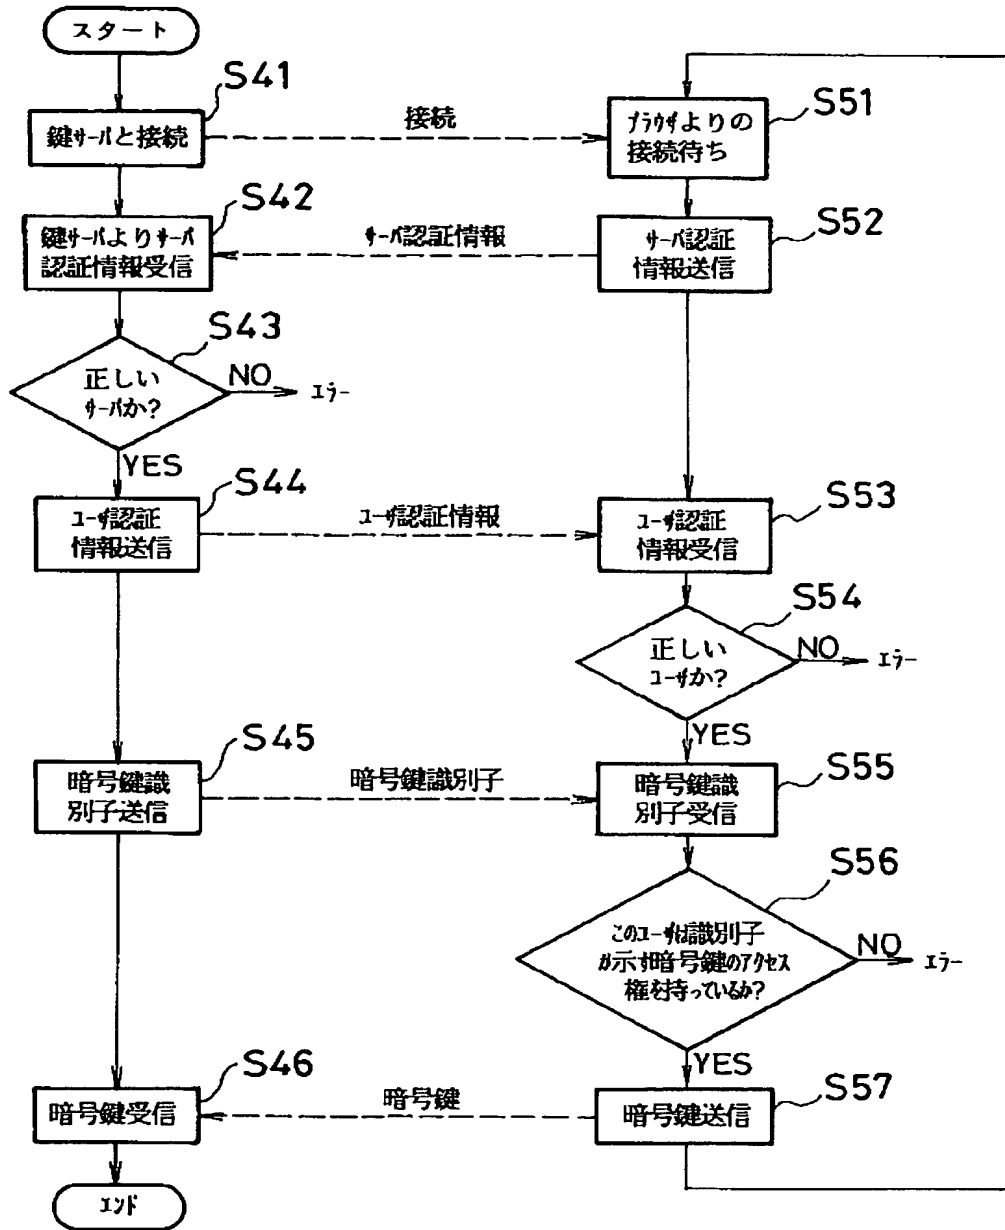 スタート
S41
鍵サーバと接続
接続
S51
ブラウザよりの
接続待ち
S42
鍵サーバよりサーバ
認証情報受信
サーバ認証情報
S52
サーバ認証
情報送信
S43
正しい
サーバか?
NO
エラー
YES
S44
ユーザ認証
情報送信
ユーザ認証情報
S53
ユーザ認証
情報受信
S54
正しい
ユーザか?
NO
エラー
YES
S45
暗号鍵識
別子送信
暗号鍵識別子
S55
暗号鍵識
別子受信
S56
このユーザは識別子
が示す暗号鍵のアクセス
権を持っているか?
NO
エラー
YES
S46
暗号鍵受信
暗号鍵
S57
暗号鍵送信
エンド